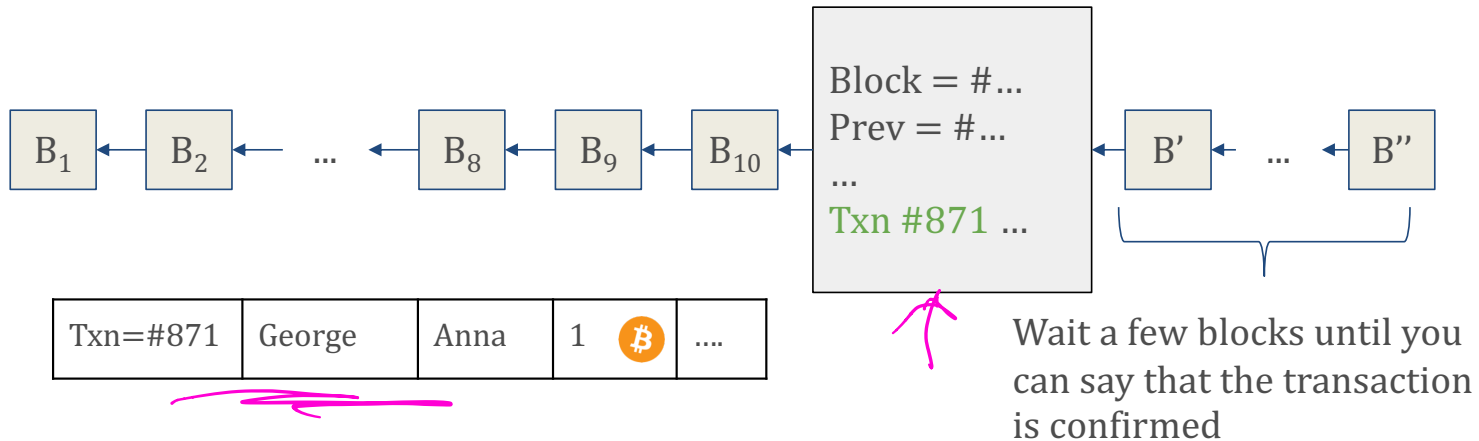 B₁ B₂ ... B₈ B₉ B₁₀
Block = #...
Prev = #...
...
Txn #871 ...
B’ ... B’’
Txn=#871 George Anna 1 ₿ ....
Wait a few blocks until you
can say that the transaction
is confirmed